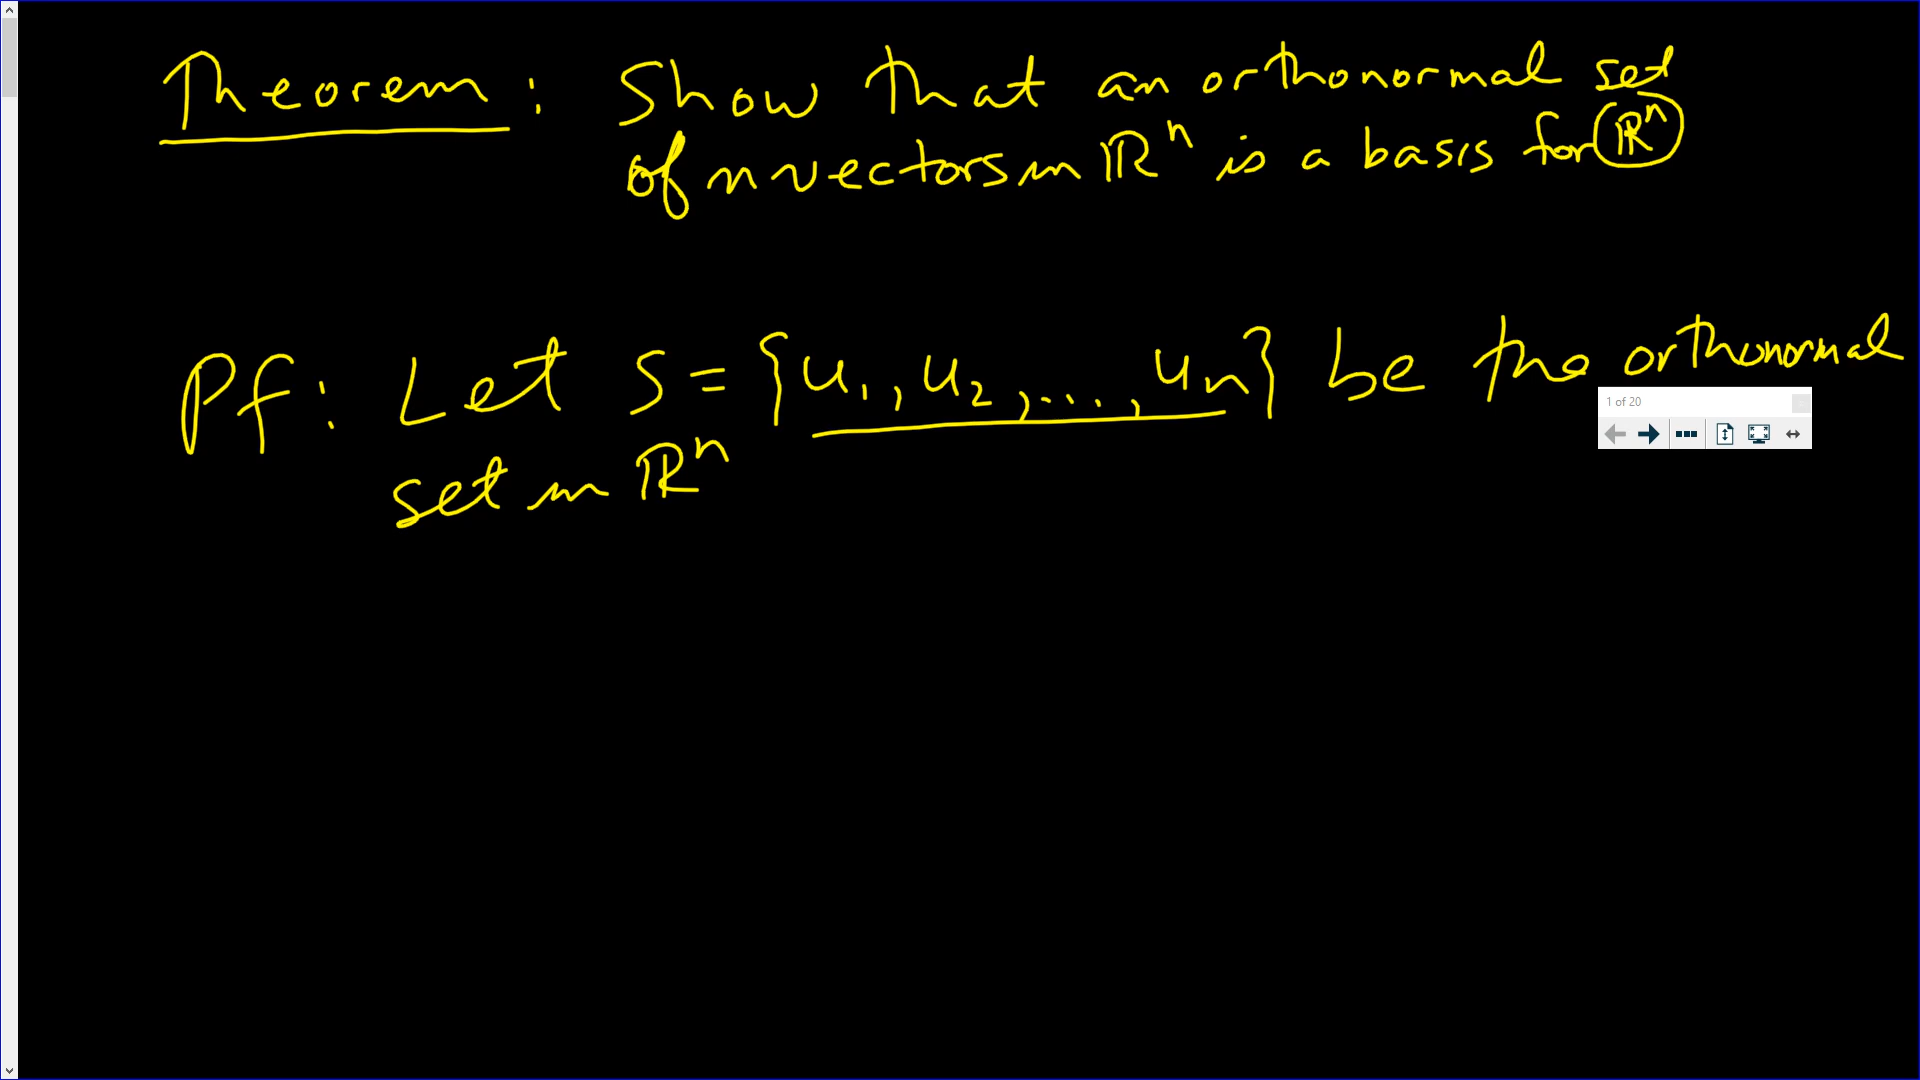 Theorem: Show that an orthonormal set
of n vectors in ℝⁿ is a basis for ℝⁿ
Pf: Let S = {u₁, u₂, ..., uₙ} be the orthonormal
set in ℝⁿ
1 of 20